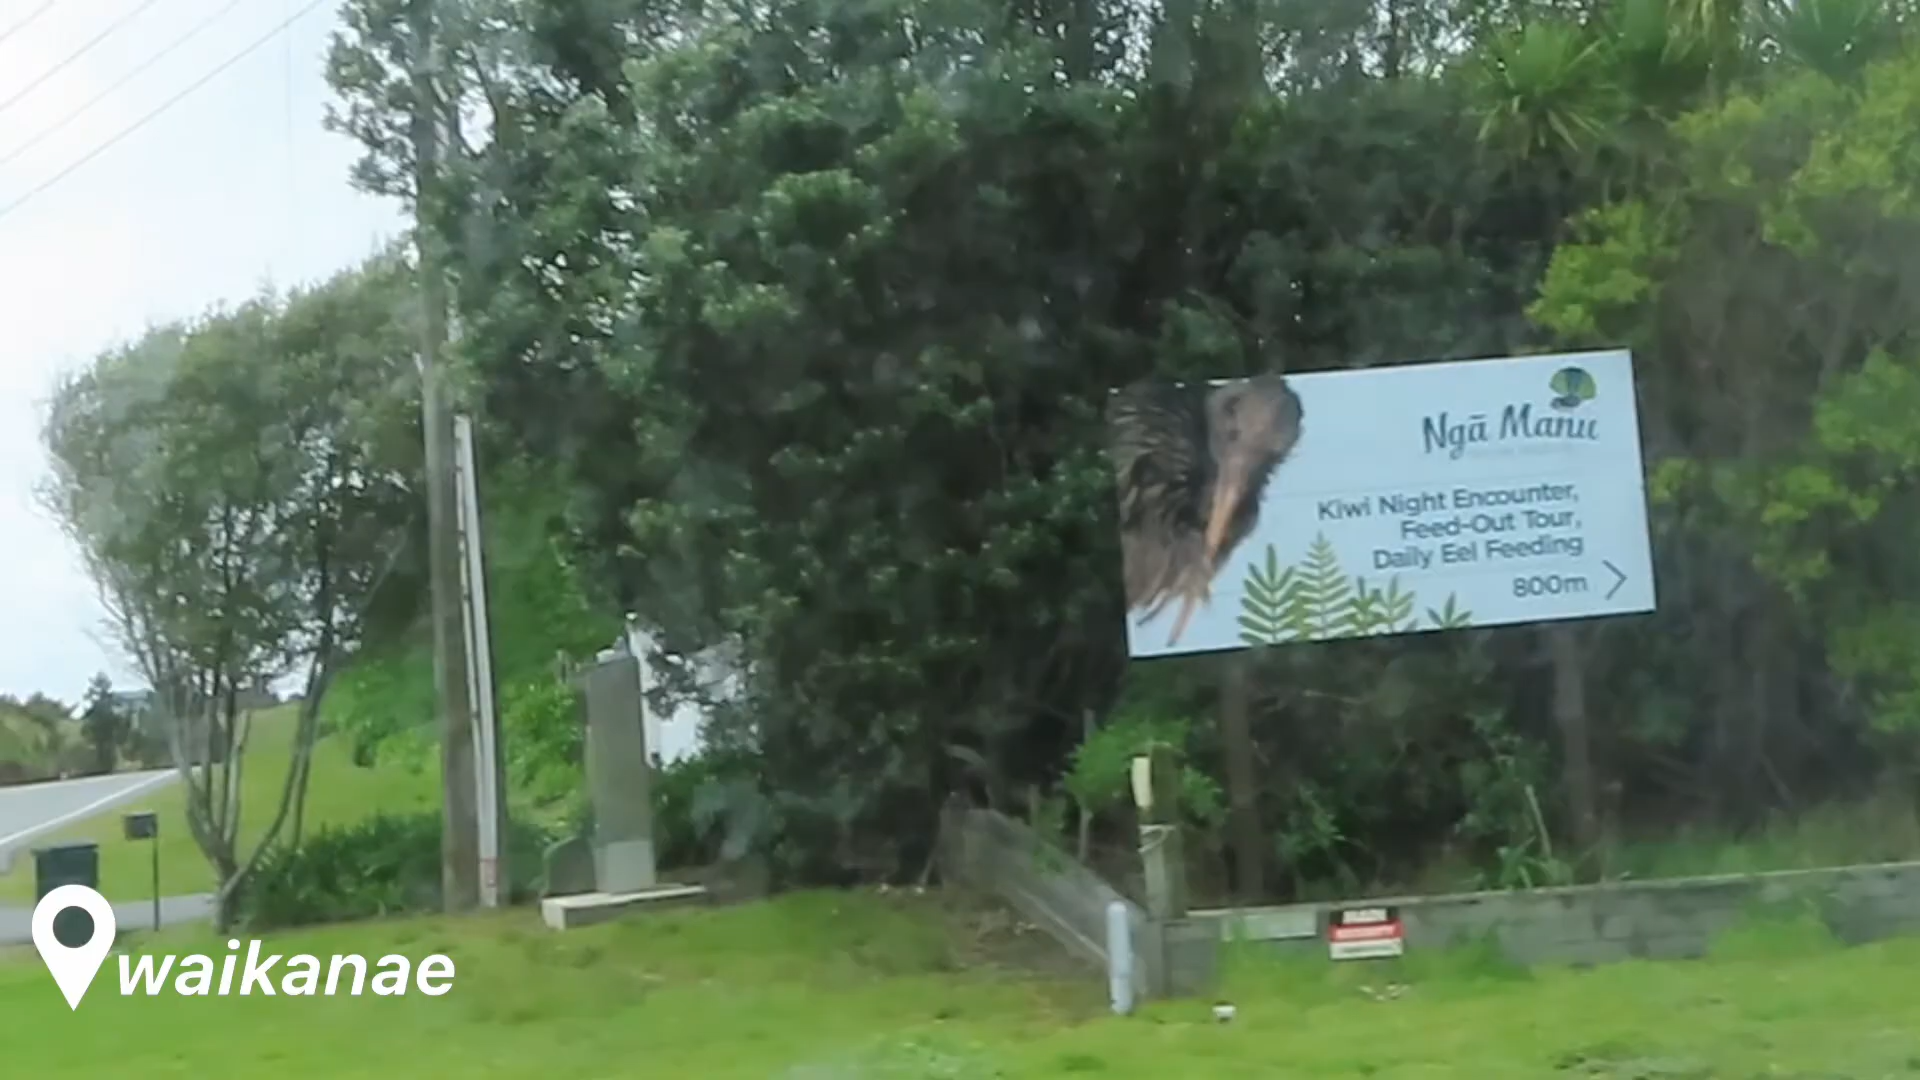 Ngā Manu
Kiwi Night Encounter,
Feed-Out Tour,
Daily Eel Feeding
800m
waikanae